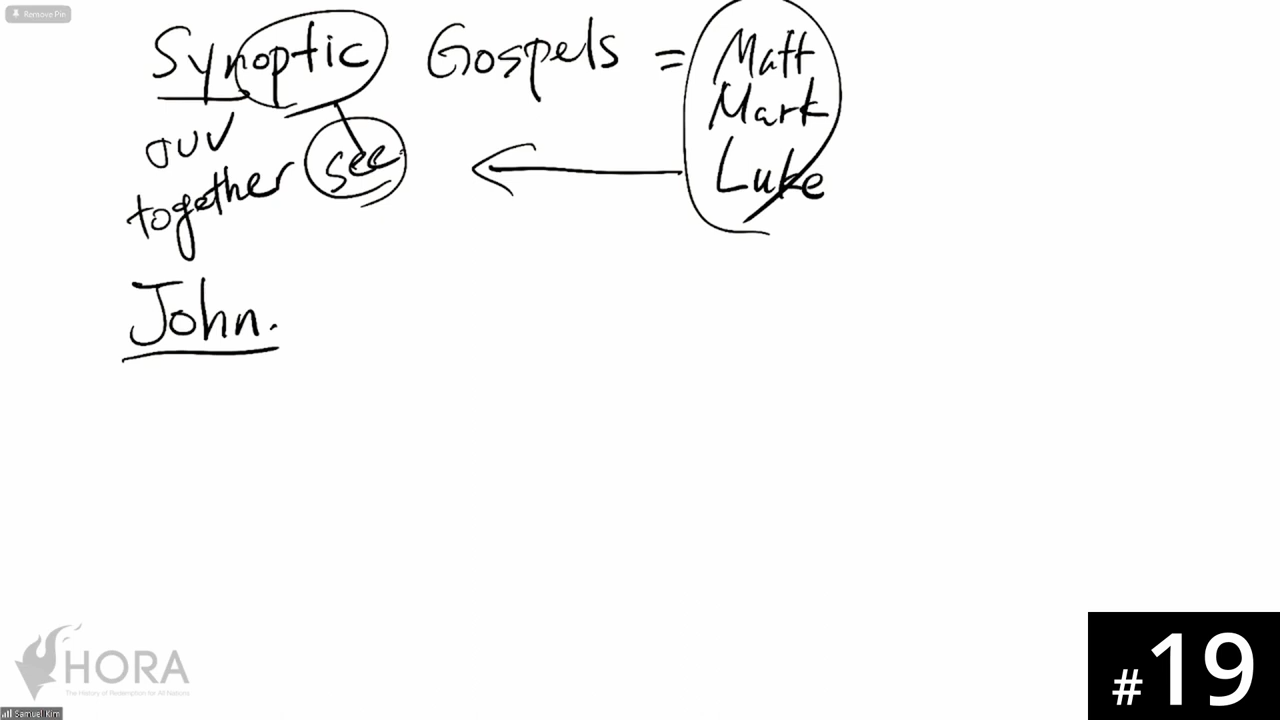 Remove Pin
Synoptic Gospels = Matt
Mark
Luke
σύν
together see
John.
HORA
The History of Redemption for All Nations
Samuel Kim
#19